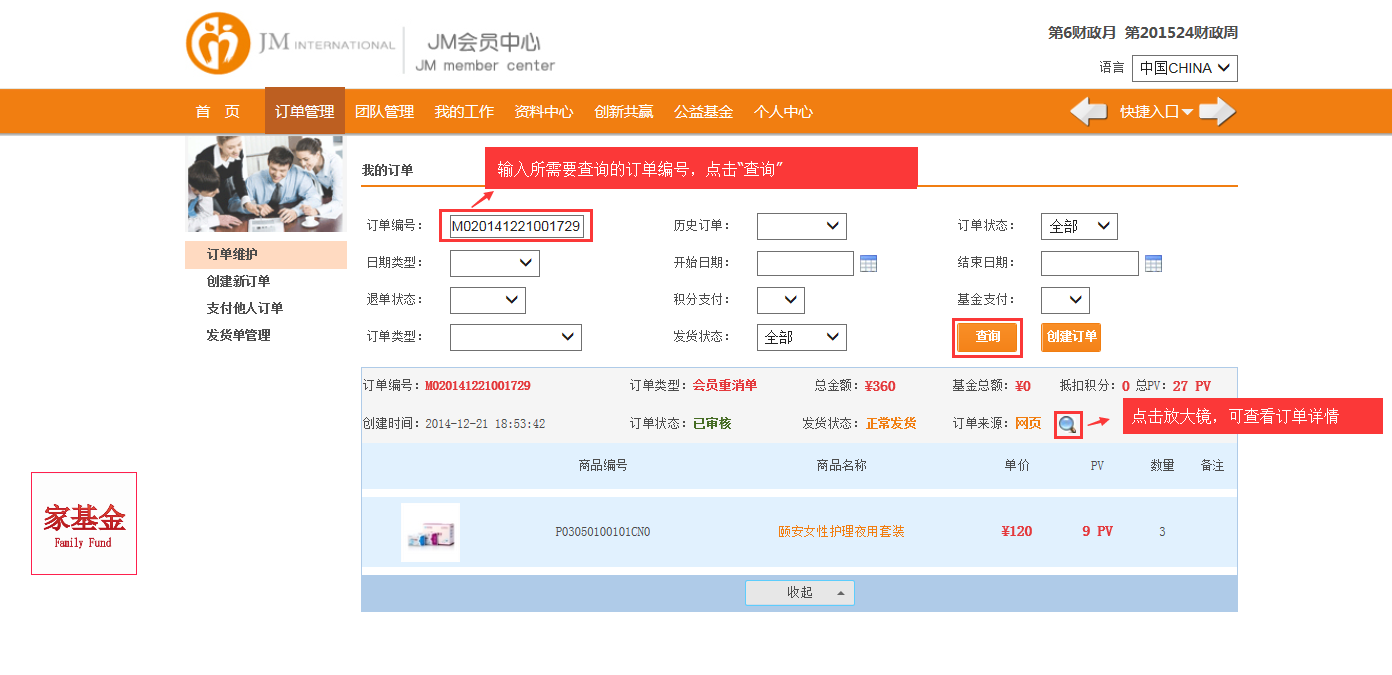 JM INTERNATIONAL
JM会员中心
JM member center
第6财政月 第201524财政周
语言 中国CHINA
首 页 订单管理 团队管理 我的工作 资料中心 创新共赢 公益基金 个人中心 快捷入口
我的订单
输入所需要查询的订单编号，点击“查询”
订单编号： M020141221001729 历史订单： 订单状态： 全部
日期类型： 开始日期： 结束日期：
退单状态： 积分支付： 基金支付：
订单类型： 发货状态： 全部 查询 创建订单
订单维护
创建新订单
支付他人订单
发货单管理
订单编号：M020141221001729 订单类型：会员重消单 总金额：¥360 基金总额：¥0 抵扣积分：0 总PV：27 PV
创建时间：2014-12-21 18:53:42 订单状态：已审核 发货状态：正常发货 订单来源：网页
点击放大镜，可查看订单详情
商品编号 商品名称 单价 PV 数量 备注
P03050100101CN0 颐安女性护理夜用套装 ¥120 9 PV 3
收起
家基金
Family Fund